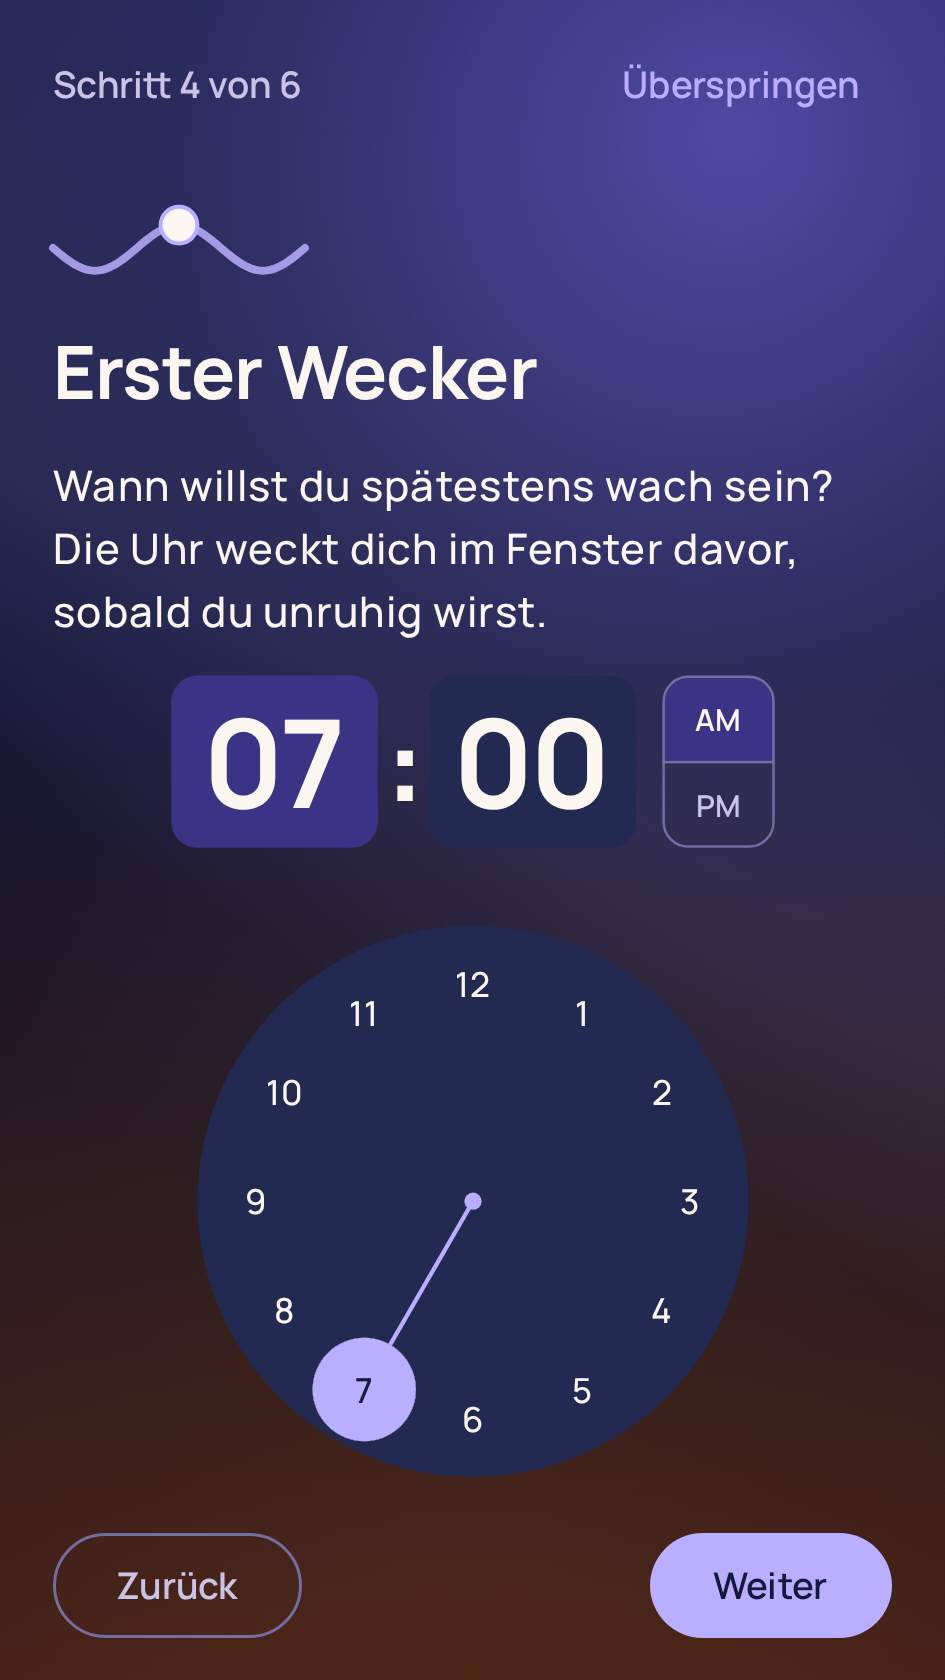 Schritt 4 von 6
Überspringen
Erster Wecker
Wann willst du spätestens wach sein?
Die Uhr weckt dich im Fenster davor,
sobald du unruhig wirst.
07:00
AM
PM
12
11
1
10
2
9
3
8
4
7
5
6
Zurück
Weiter